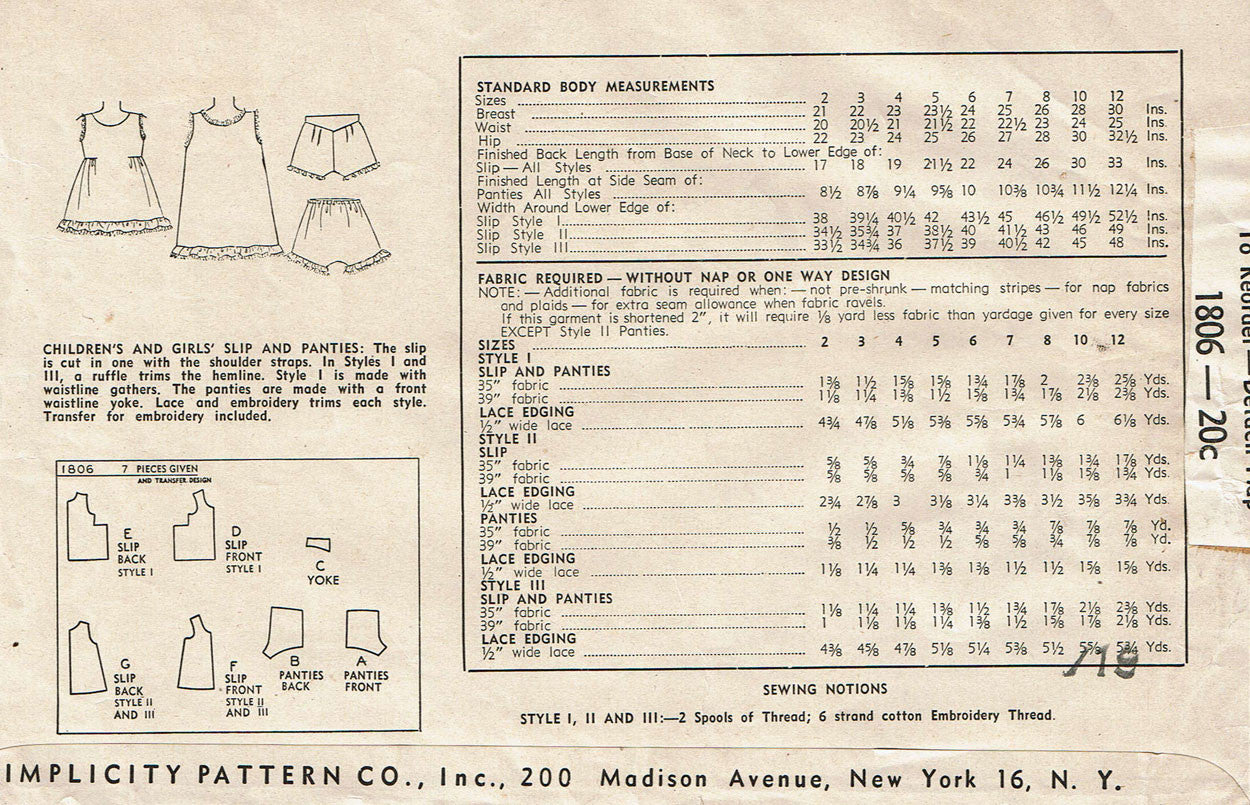 STANDARD BODY MEASUREMENTS
Sizes 2 3 4 5 6 7 8 10 12
Breast 21 22 23 23½ 24 25 26 28 30 Ins.
Waist 20 20½ 21 21½ 22 22½ 23 24 25 Ins.
Hip 22 23 24 25 26 27 28 30 32½ Ins.
Finished Back Length from Base of Neck to Lower Edge of:
Slip—All Styles 17 18 19 21½ 22 24 26 30 33 Ins.
Finished Length at Side Seam of:
Panties All Styles 8½ 8⅞ 9¼ 9⅝ 10 10⅜ 10¾ 11½ 12¼ Ins.
Width Around Lower Edge of:
Slip Style I 38 39¼ 40½ 42 43½ 45 46½ 49½ 52½ Ins.
Slip Style II 34½ 35¾ 37 38½ 40 41½ 43 46 49 Ins.
Slip Style III 33½ 34¾ 36 37½ 39 40½ 42 45 48 Ins.
FABRIC REQUIRED—WITHOUT NAP OR ONE WAY DESIGN
NOTE:—Additional fabric is required when:—not pre-shrunk—matching stripes—for nap fabrics
and plaids—for extra seam allowance when fabric ravels.
If this garment is shortened 2", it will require ⅛ yard less fabric than yardage given for every size
EXCEPT Style II Panties.
SIZES 2 3 4 5 6 7 8 10 12
STYLE I
SLIP AND PANTIES
35" fabric 1⅜ 1½ 1⅝ 1⅝ 1¾ 1⅞ 2 2⅜ 2⅝ Yds.
39" fabric 1⅛ 1¼ 1⅜ 1½ 1⅝ 1¾ 1⅞ 2⅛ 2⅜ Yds.
LACE EDGING
½" wide lace 4¾ 4⅞ 5⅛ 5⅜ 5⅝ 5¾ 5⅞ 6 6⅛ Yds.
STYLE II
SLIP
35" fabric ⅝ ⅝ ¾ ⅞ 1⅛ 1¼ 1⅜ 1¾ 1⅞ Yds.
39" fabric ⅝ ⅝ ⅝ ⅝ ¾ 1 1⅛ 1⅝ 1¾ Yds.
LACE EDGING
½" wide lace 2¾ 2⅞ 3 3⅛ 3¼ 3⅜ 3½ 3⅝ 3¾ Yds.
PANTIES
35" fabric ½ ½ ⅝ ¾ ¾ ¾ ⅞ ⅞ ⅞ Yd.
39" fabric ⅜ ½ ½ ½ ⅝ ⅝ ¾ ⅞ ⅞ Yd.
LACE EDGING
½" wide lace 1⅛ 1¼ 1¼ 1⅜ 1⅜ 1½ 1½ 1⅝ 1⅝ Yds.
STYLE III
SLIP AND PANTIES
35" fabric 1⅛ 1¼ 1¼ 1⅜ 1½ 1¾ 1⅞ 2⅛ 2⅜ Yds.
39" fabric 1 1⅛ 1⅛ 1¼ 1⅜ 1½ 1⅝ 1⅞ 2⅛ Yds.
LACE EDGING
½" wide lace 4⅜ 4⅝ 4⅞ 5⅛ 5¼ 5⅜ 5½ 5⅝ 5¾ Yds.
SEWING NOTIONS
STYLE I, II AND III:—2 Spools of Thread; 6 strand cotton Embroidery Thread.
CHILDREN'S AND GIRLS' SLIP AND PANTIES: The slip
is cut in one with the shoulder straps. In Styles I and
III, a ruffle trims the hemline. Style I is made with
waistline gathers. The panties are made with a front
waistline yoke. Lace and embroidery trims each style.
Transfer for embroidery included.
1806 7 PIECES GIVEN
AND TRANSFER DESIGN
E
SLIP
BACK
STYLE I
D
SLIP
FRONT
STYLE I
C
YOKE
G
SLIP
BACK
STYLE II
AND III
F
SLIP
FRONT
STYLE II
AND III
B
PANTIES
BACK
A
PANTIES
FRONT
1806—20c
IMPLICITY PATTERN CO., Inc., 200 Madison Avenue, New York 16, N. Y.